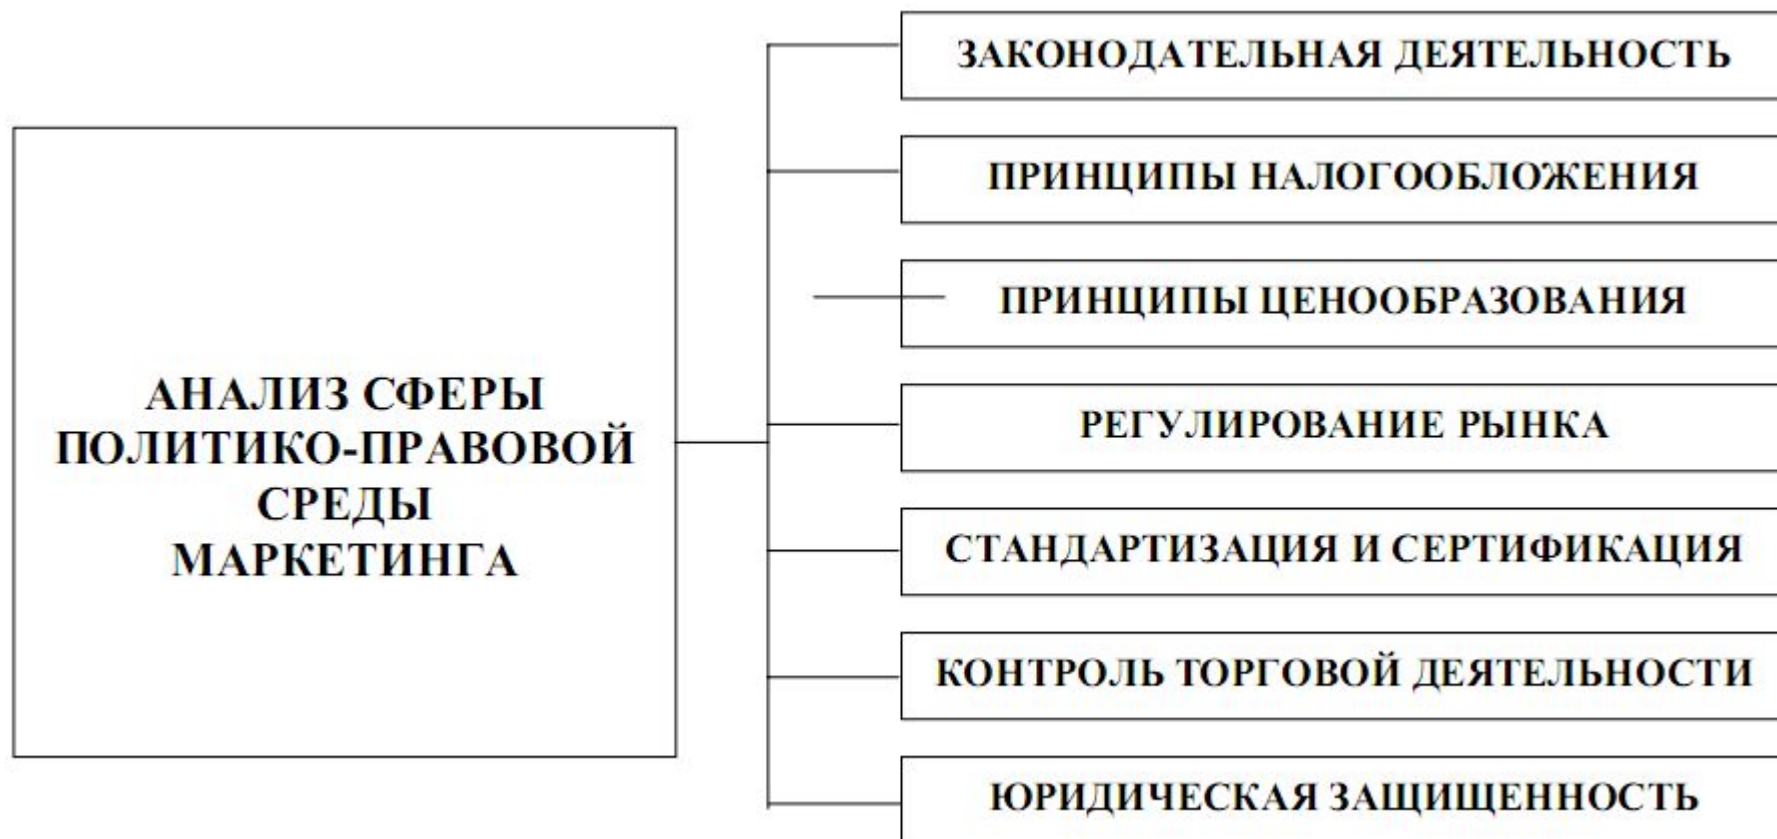 АНАЛИЗ СФЕРЫ
ПОЛИТИКО-ПРАВОВОЙ
СРЕДЫ
МАРКЕТИНГА
ЗАКОНОДАТЕЛЬНАЯ ДЕЯТЕЛЬНОСТЬ
ПРИНЦИПЫ НАЛОГООБЛОЖЕНИЯ
ПРИНЦИПЫ ЦЕНООБРАЗОВАНИЯ
РЕГУЛИРОВАНИЕ РЫНКА
СТАНДАРТИЗАЦИЯ И СЕРТИФИКАЦИЯ
КОНТРОЛЬ ТОРГОВОЙ ДЕЯТЕЛЬНОСТИ
ЮРИДИЧЕСКАЯ ЗАЩИЩЕННОСТЬ